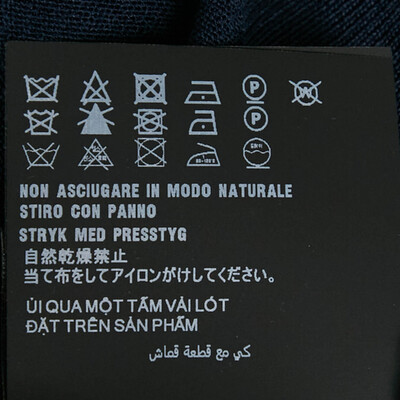 P
W
P
NON ASCIUGARE IN MODO NATURALE
STIRO CON PANNO
STRYK MED PRESSTYG
自然乾燥禁止
当て布をしてアイロンがけしてください。
ỦI QUA MỘT TẤM VẢI LÓT
ĐẶT TRÊN SẢN PHẨM
كي مع قطعة قماش